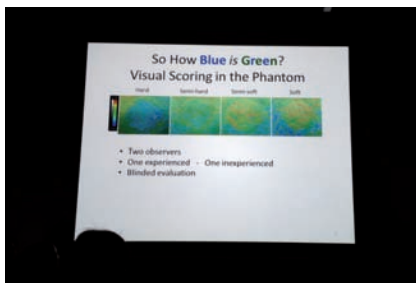 So How Blue is Green?
Visual Scoring in the Phantom
Hard Semi-hard Semi-soft Soft
• Two observers
• One experienced - One inexperienced
• Blinded evaluation